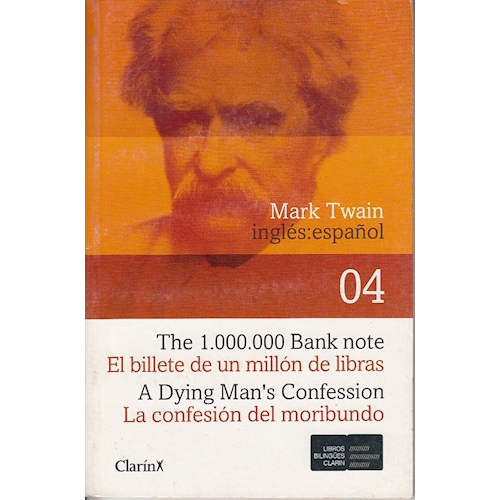 Mark Twain
inglés:español
04
The 1.000.000 Bank note
El billete de un millón de libras
A Dying Man's Confession
La confesión del moribundo
LIBROS
BILINGÜES
CLARIN
Clarín